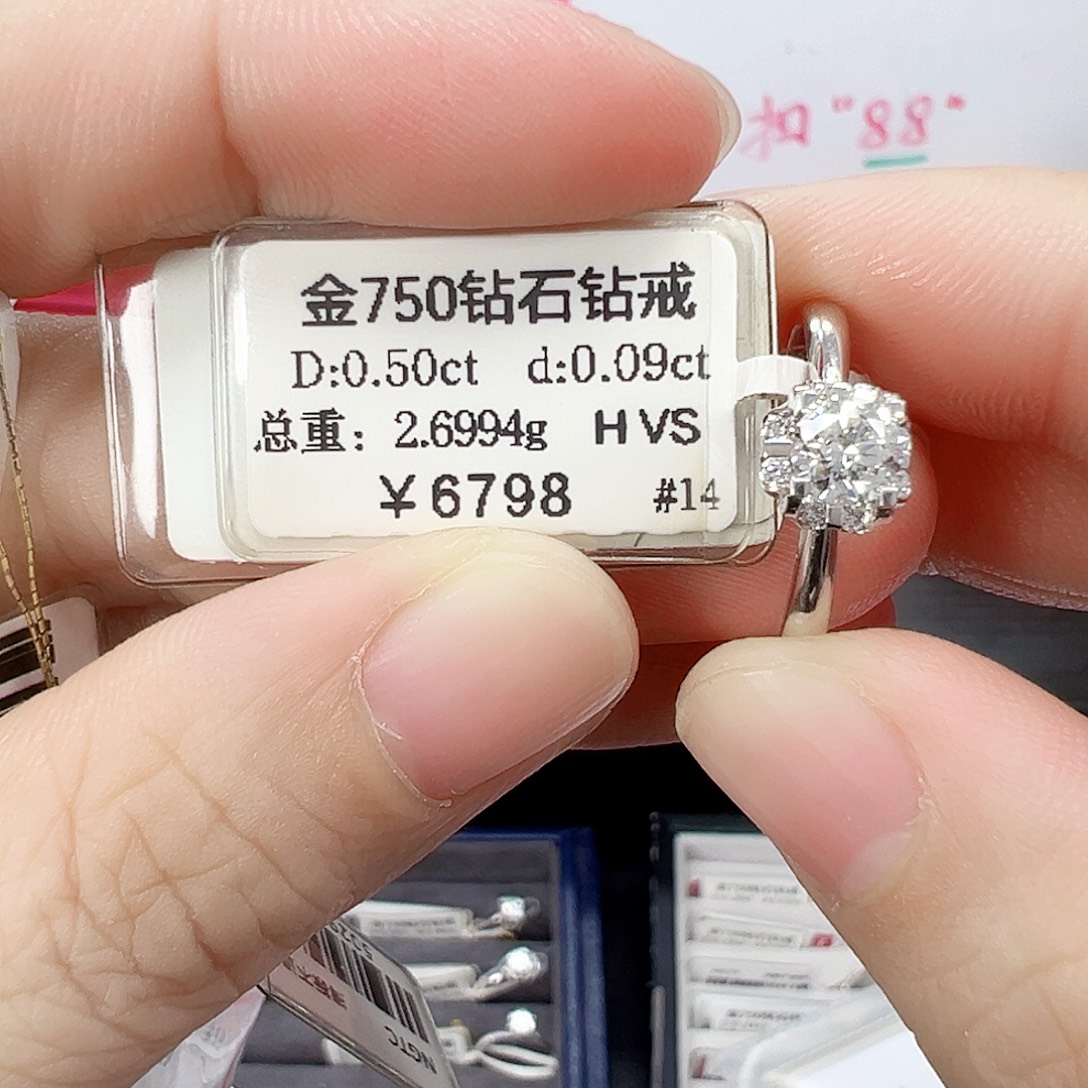 扣"88"
金750钻石钻戒
D:0.50ct d:0.09ct
总重：2.6994g H VS
￥6798 #14
NGTC